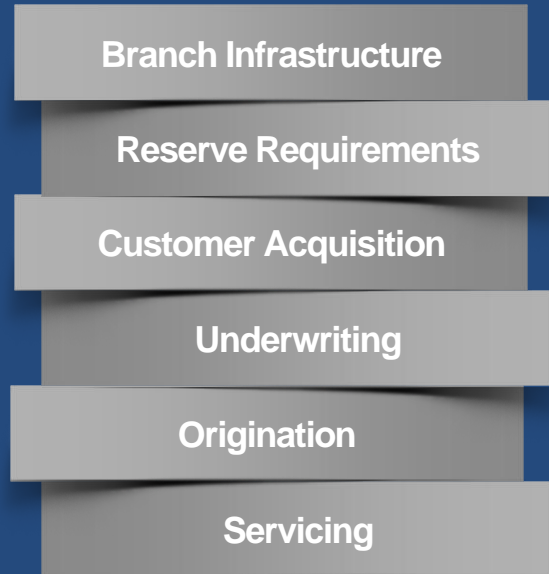 Branch Infrastructure
Reserve Requirements
Customer Acquisition
Underwriting
Origination
Servicing